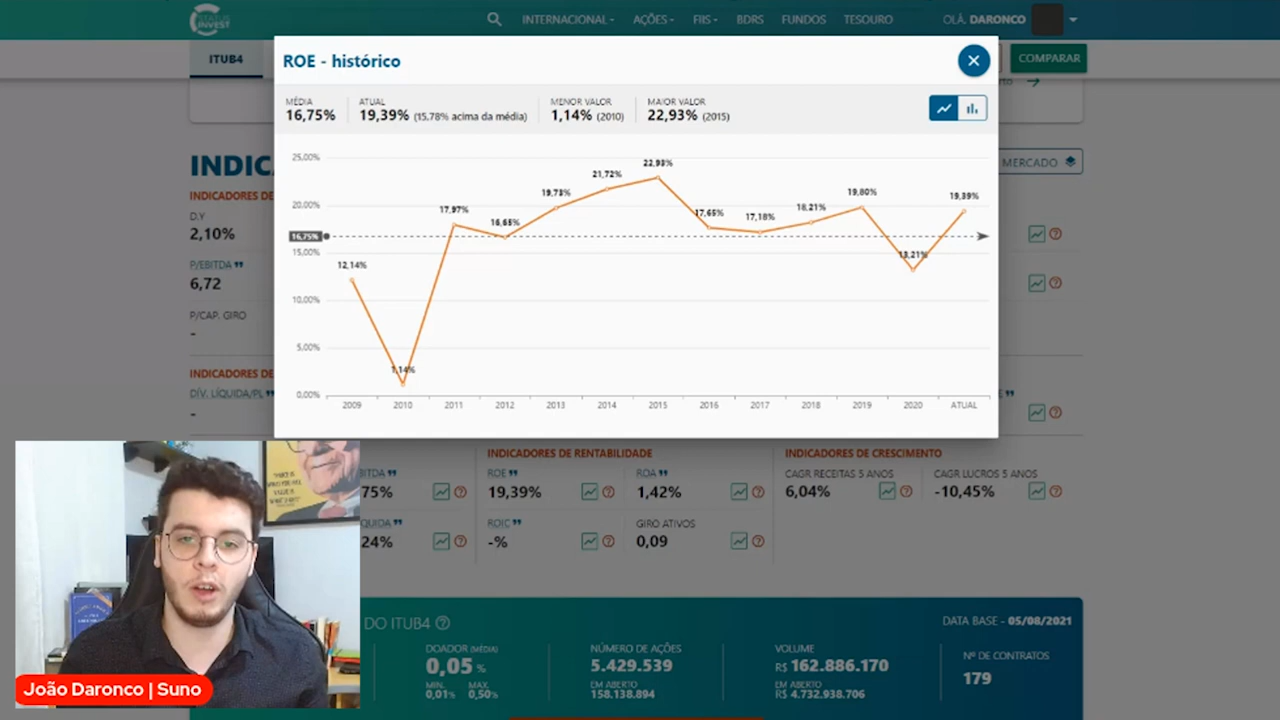 STATUS INVEST
INTERNACIONAL
AÇÕES
FIIS
BDRS
FUNDOS
TESOURO
OLÁ, DARONCO
ITUB4
COMPARAR
ROE - histórico
MÉDIA
16,75%
ATUAL
19,39% (15.78% acima da média)
MENOR VALOR
1,14% (2010)
MAIOR VALOR
22,93% (2015)
25,00%
20,00%
16,75%
15,00%
10,00%
5,00%
0,00%
12,14%
1,14%
17,97%
16,65%
19,73%
21,72%
22,93%
17,65%
17,18%
18,21%
19,80%
13,21%
19,39%
2009 2010 2011 2012 2013 2014 2015 2016 2017 2018 2019 2020 ATUAL
INDIC
MERCADO
INDICADORES DE
D.Y
2,10%
P/EBITDA
6,72
P/CAP. GIRO
-
INDICADORES DE
DÍV. LÍQUIDA/PL
-
INDICADORES DE RENTABILIDADE
INDICADORES DE CRESCIMENTO
BITDA
75%
ROE
19,39%
ROA
1,42%
CAGR RECEITAS 5 ANOS
6,04%
CAGR LUCROS 5 ANOS
-10,45%
QUIDA
24%
ROIC
-%
GIRO ATIVOS
0,09
DO ITUB4
DATA BASE - 05/08/2021
DOADOR (MÉDIA)
0,05 %
MIN. MAX.
0,01% 0,50%
NÚMERO DE AÇÕES
5.429.539
EM ABERTO
158.138.894
VOLUME
R$ 162.886.170
EM ABERTO
R$ 4.732.938.706
Nº DE CONTRATOS
179
João Daronco | Suno